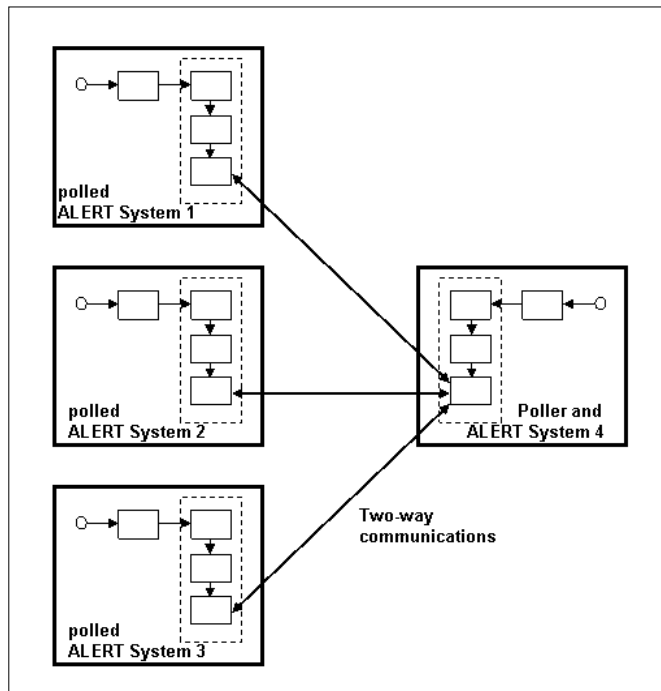 polled
ALERT System 1
polled
ALERT System 2
Poller and
ALERT System 4
Two-way
communications
polled
ALERT System 3